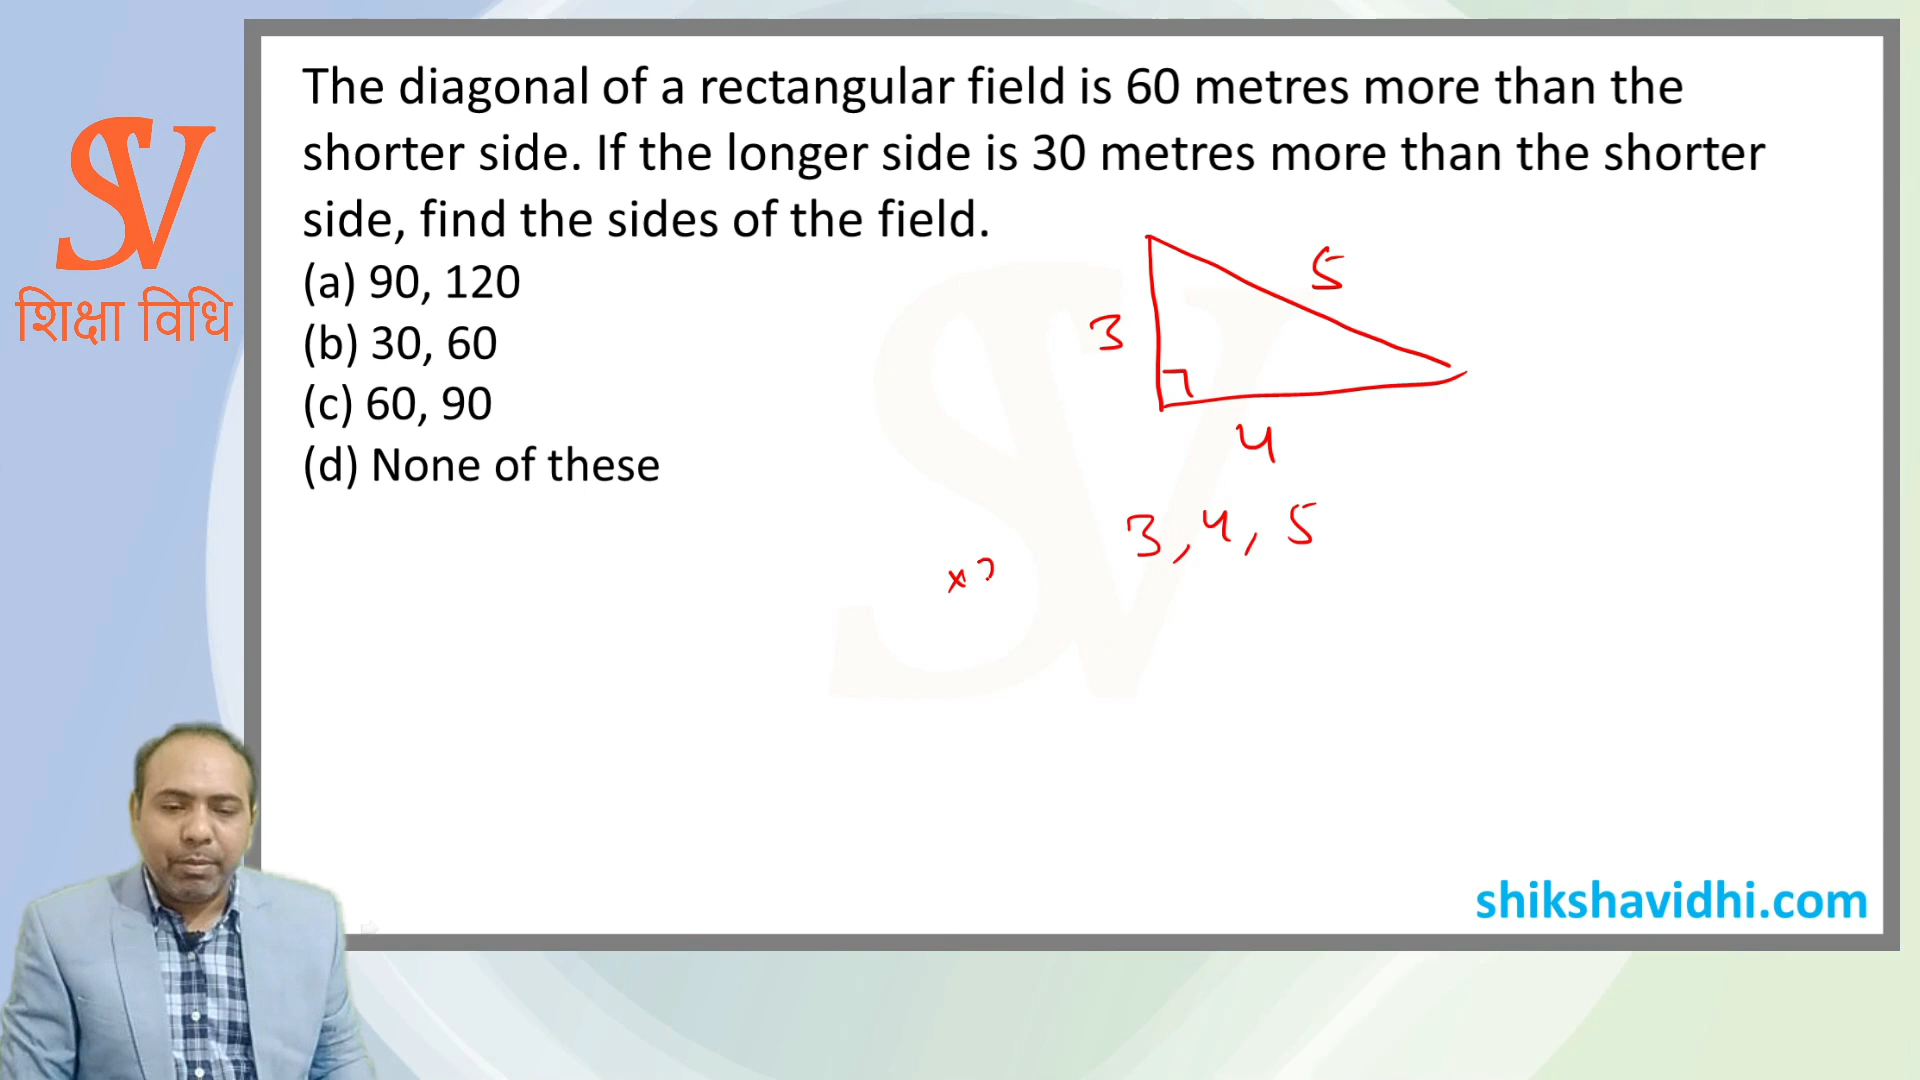 The diagonal of a rectangular field is 60 metres more than the
shorter side. If the longer side is 30 metres more than the shorter
side, find the sides of the field.
(a) 90, 120
(b) 30, 60
(c) 60, 90
(d) None of these
SV
शिक्षा विधि
5
3
4
3, 4, 5
shikshavidhi.com